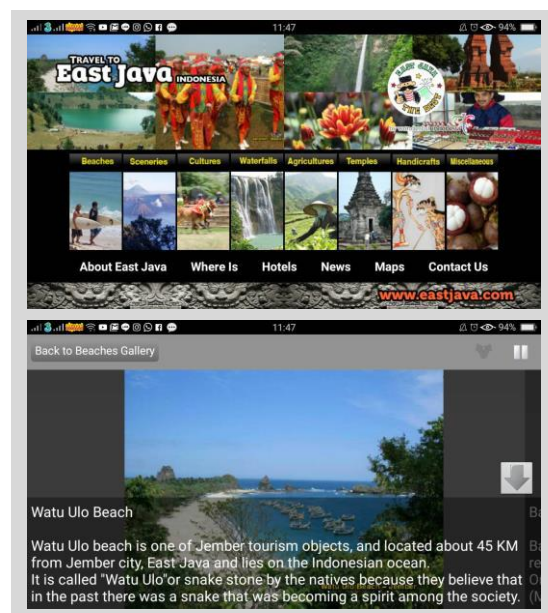 11:47
94%
TRAVEL TO
East Java
INDONESIA
EAST JAVA
THE BEST
Beaches Sceneries Cultures Waterfalls Agricultures Temples Handicrafts Miscellaneous
About East Java Where Is Hotels News Maps Contact Us
www.eastjava.com
11:47
94%
Back to Beaches Gallery
Watu Ulo Beach
Watu Ulo beach is one of Jember tourism objects, and located about 45 KM
from Jember city, East Java and lies on the Indonesian ocean.
It is called "Watu Ulo"or snake stone by the natives because they believe that
in the past there was a snake that was becoming a spirit among the society.